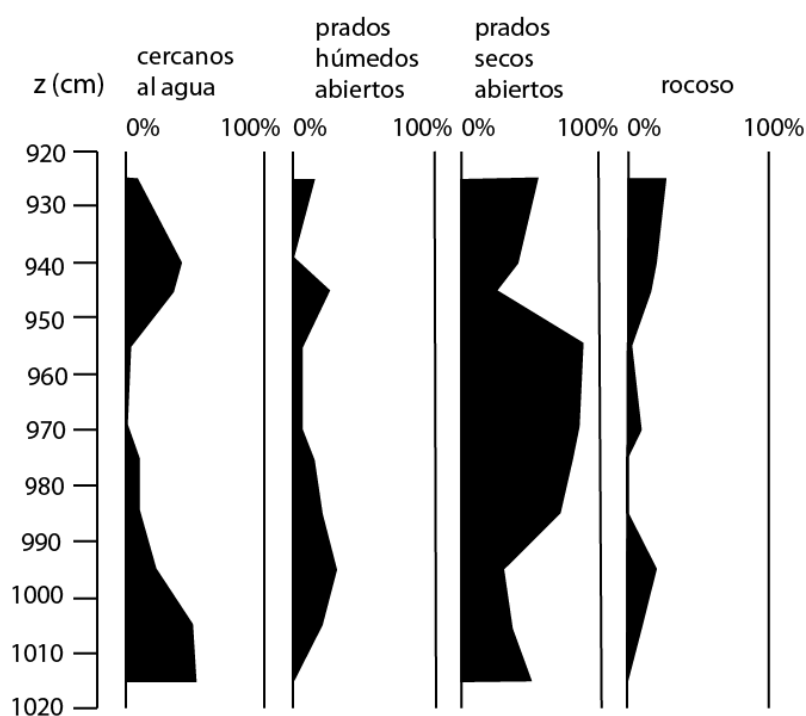 z (cm)
cercanos
al agua
prados
húmedos
abiertos
prados
secos
abiertos
rocoso
0% 100% 0% 100% 0% 100% 0% 100%
920
930
940
950
960
970
980
990
1000
1010
1020